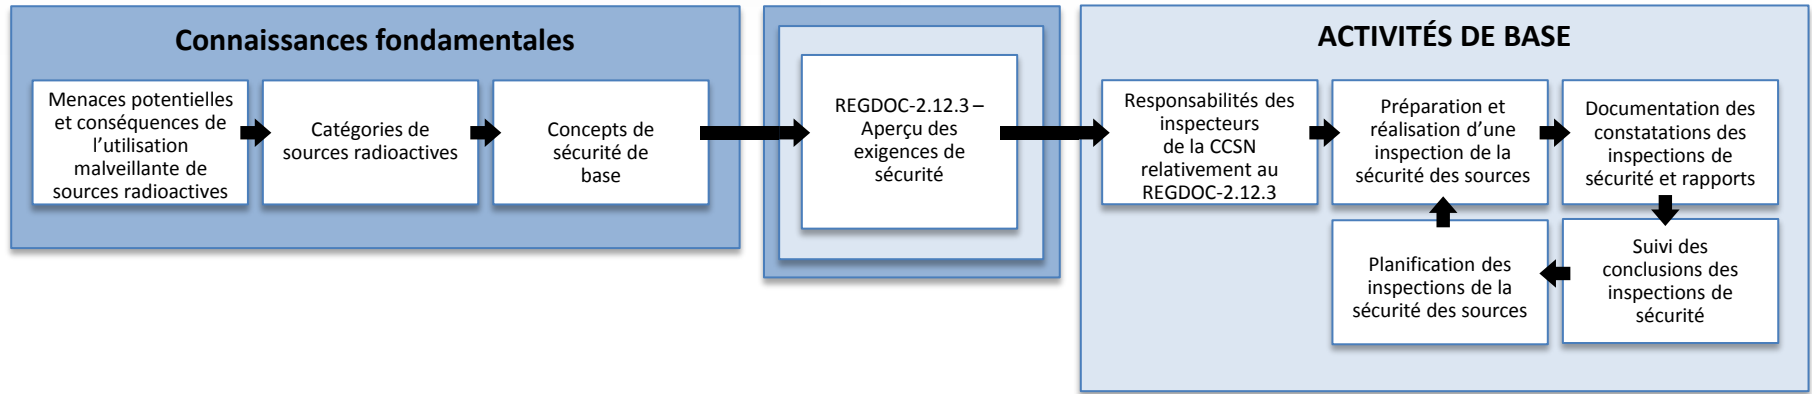 Connaissances fondamentales
Menaces potentielles
et conséquences de
l’utilisation
malveillante de
sources radioactives
Catégories de
sources radioactives
Concepts de
sécurité de
base
REGDOC-2.12.3 –
Aperçu des
exigences de
sécurité
ACTIVITÉS DE BASE
Responsabilités des
inspecteurs
de la CCSN
relativement au
REGDOC-2.12.3
Préparation et
réalisation d’une
inspection de la
sécurité des sources
Documentation des
constatations des
inspections de
sécurité et rapports
Planification des
inspections de la
sécurité des sources
Suivi des
conclusions des
inspections de
sécurité